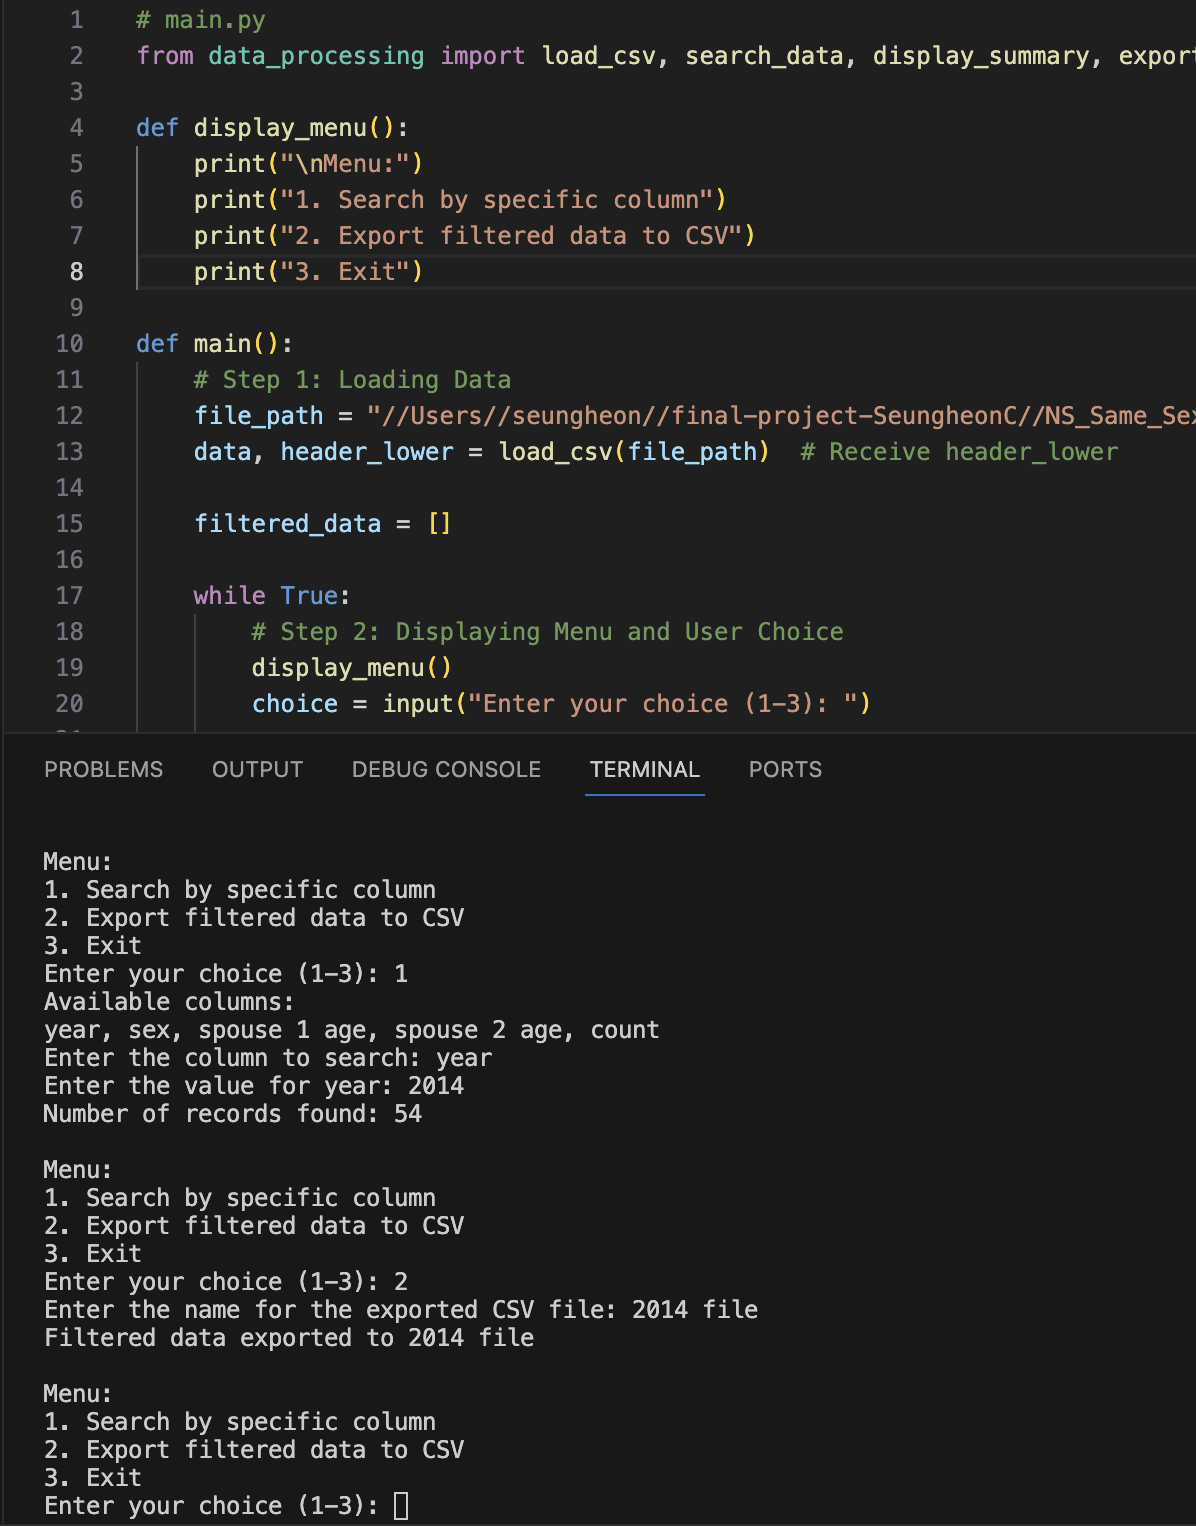 1 # main.py
2 from data_processing import load_csv, search_data, display_summary, export
3
4 def display_menu():
5 print("\nMenu:")
6 print("1. Search by specific column")
7 print("2. Export filtered data to CSV")
8 print("3. Exit")
9
10 def main():
11 # Step 1: Loading Data
12 file_path = "//Users//seungheon//final-project-SeungheonC//NS_Same_Sex
13 data, header_lower = load_csv(file_path) # Receive header_lower
14
15 filtered_data = []
16
17 while True:
18 # Step 2: Displaying Menu and User Choice
19 display_menu()
20 choice = input("Enter your choice (1-3): ")
PROBLEMS OUTPUT DEBUG CONSOLE TERMINAL PORTS
Menu:
1. Search by specific column
2. Export filtered data to CSV
3. Exit
Enter your choice (1-3): 1
Available columns:
year, sex, spouse 1 age, spouse 2 age, count
Enter the column to search: year
Enter the value for year: 2014
Number of records found: 54
Menu:
1. Search by specific column
2. Export filtered data to CSV
3. Exit
Enter your choice (1-3): 2
Enter the name for the exported CSV file: 2014 file
Filtered data exported to 2014 file
Menu:
1. Search by specific column
2. Export filtered data to CSV
3. Exit
Enter your choice (1-3):